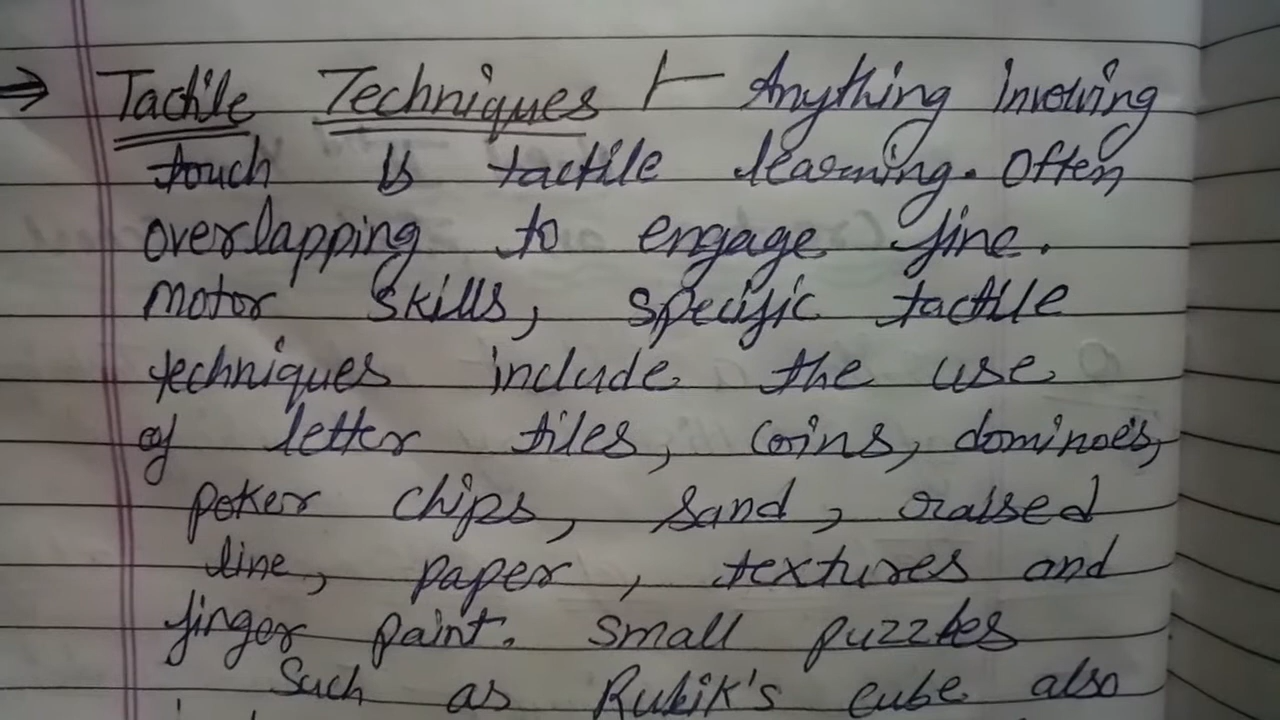 ⇒ Tactile Techniques :- Anything Involving
touch is tactile learning. Often
overlapping to engage fine.
motor skills, specific tactile
techniques include the use
of letter tiles, coins, dominoes,
poker chips, sand, raised
line, paper, textures and
finger paint. Small puzzles
Such as Rubik's cube also